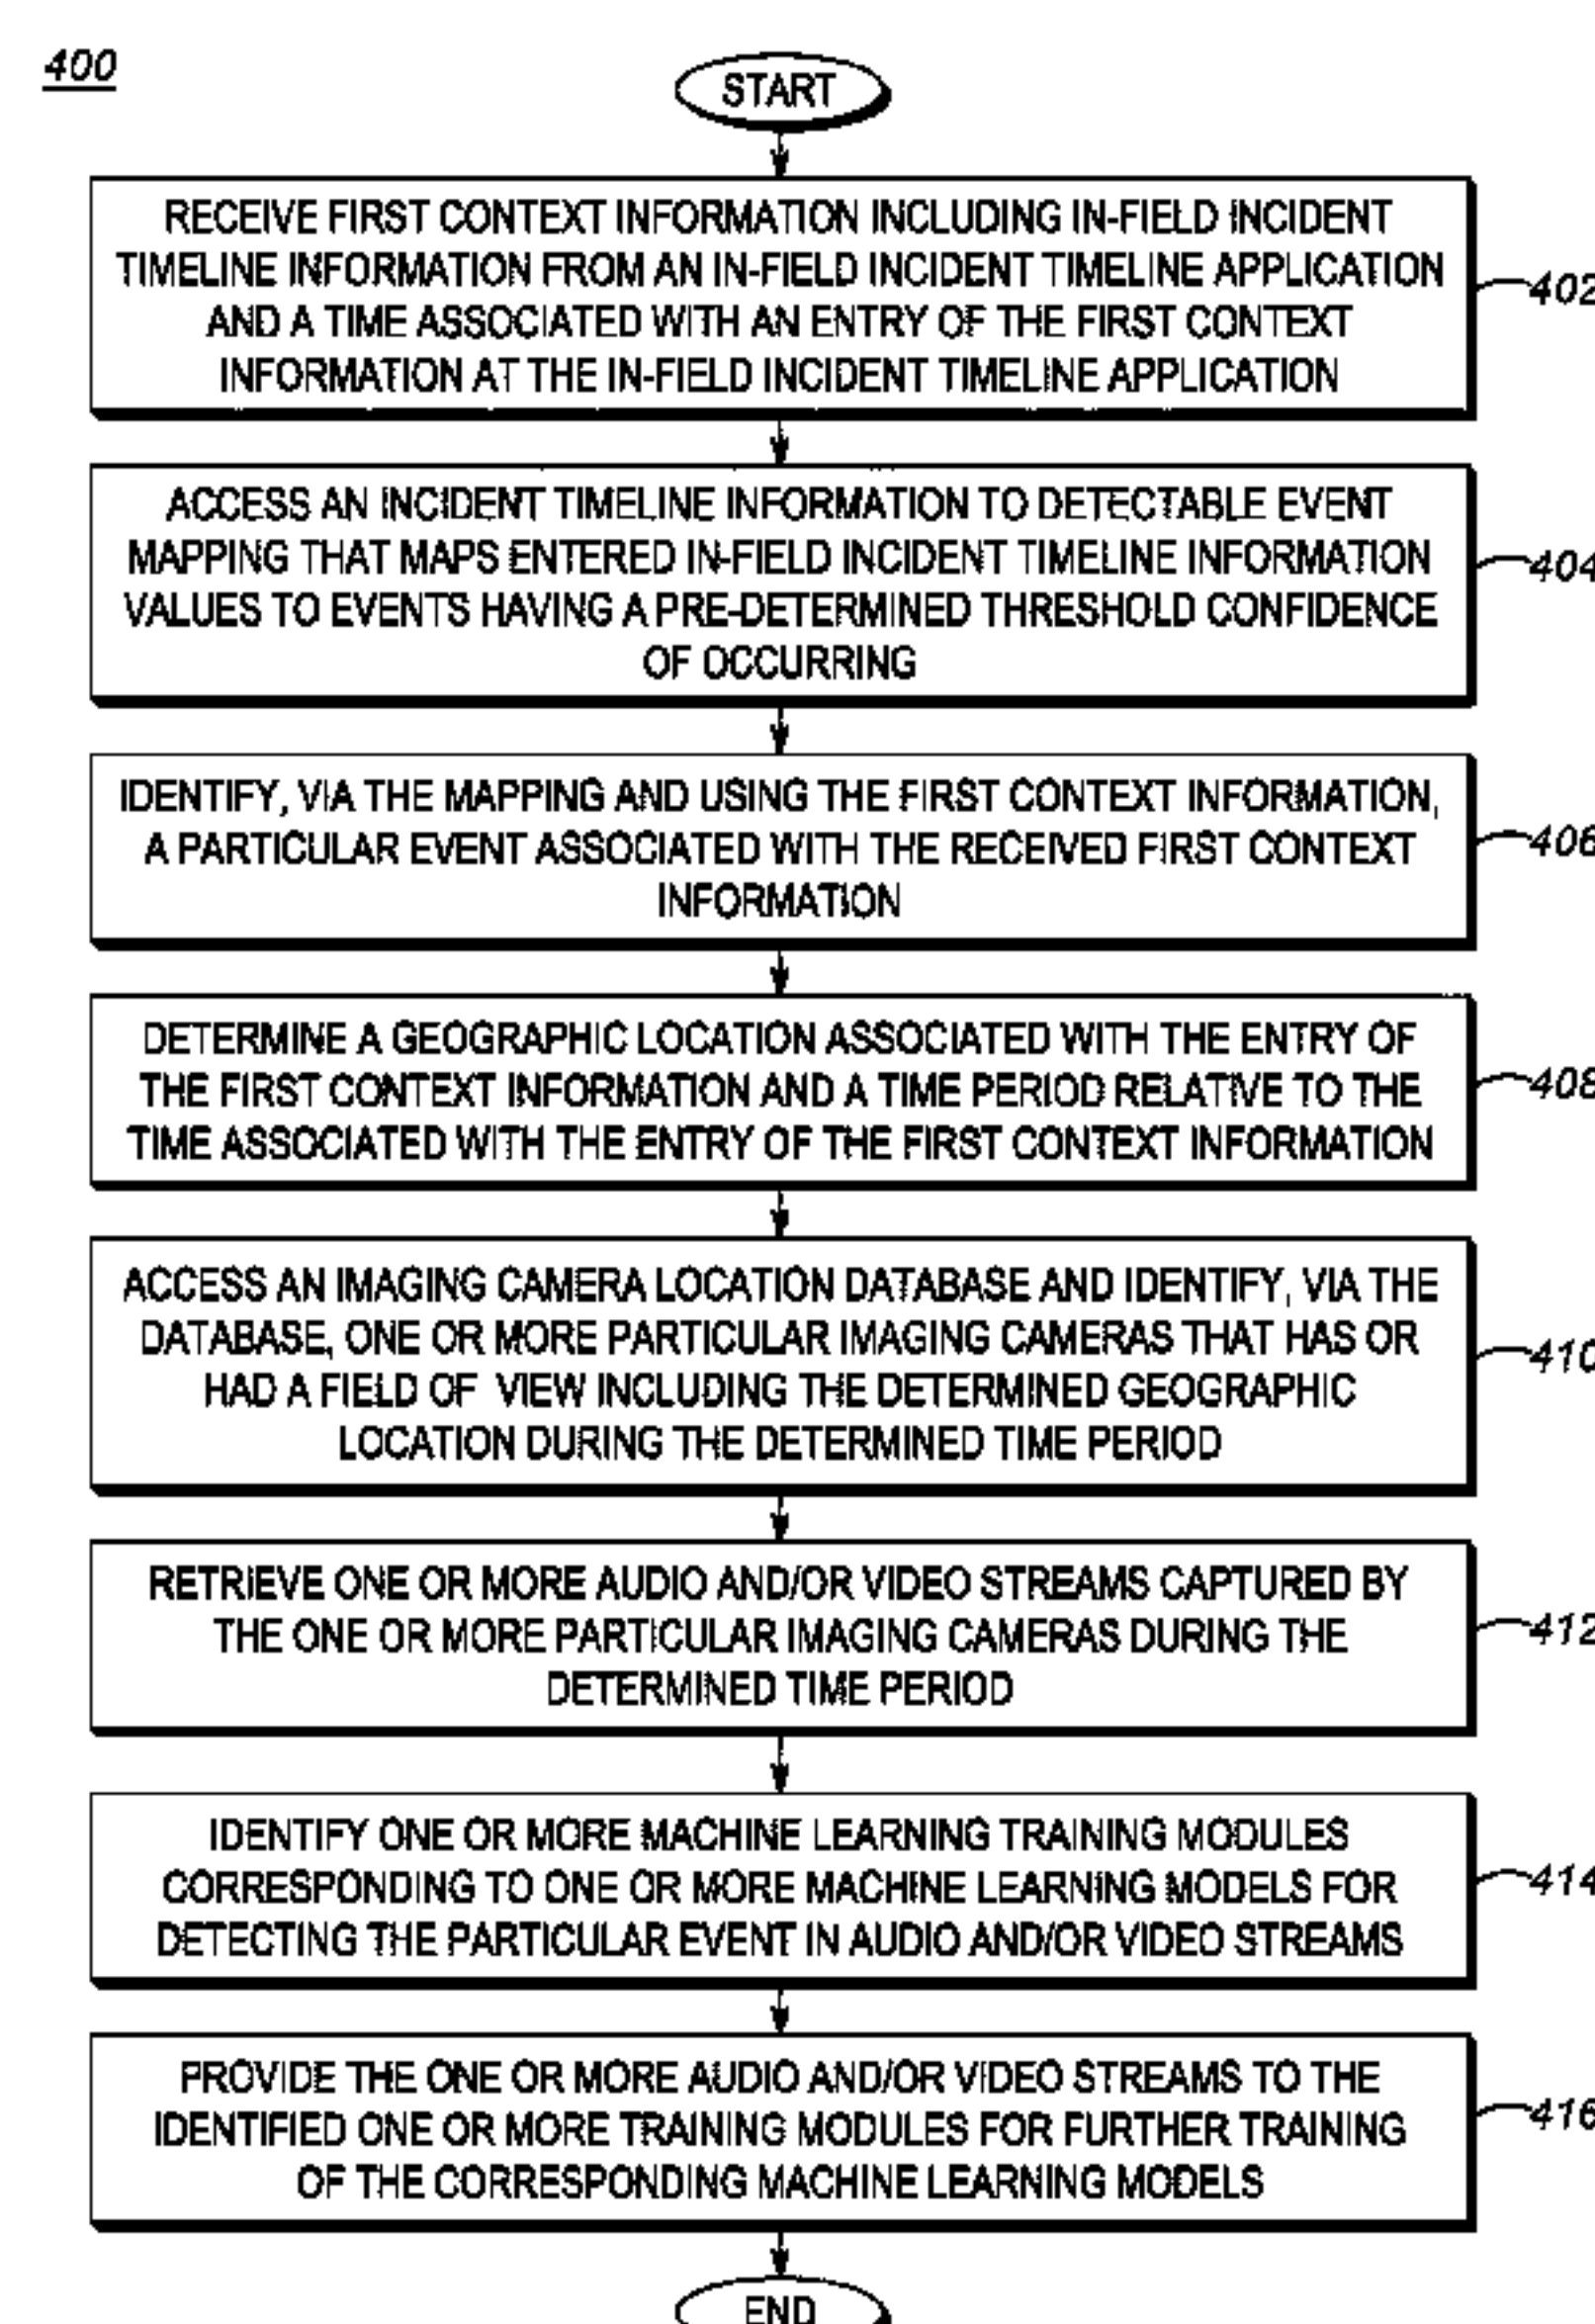 400
START
RECEIVE FIRST CONTEXT INFORMATION INCLUDING IN-FIELD INCIDENT
TIMELINE INFORMATION FROM AN IN-FIELD INCIDENT TIMELINE APPLICATION
AND A TIME ASSOCIATED WITH AN ENTRY OF THE FIRST CONTEXT
INFORMATION AT THE IN-FIELD INCIDENT TIMELINE APPLICATION
402
ACCESS AN INCIDENT TIMELINE INFORMATION TO DETECTABLE EVENT
MAPPING THAT MAPS ENTERED IN-FIELD INCIDENT TIMELINE INFORMATION
VALUES TO EVENTS HAVING A PRE-DETERMINED THRESHOLD CONFIDENCE
OF OCCURRING
404
IDENTIFY, VIA THE MAPPING AND USING THE FIRST CONTEXT INFORMATION,
A PARTICULAR EVENT ASSOCIATED WITH THE RECEIVED FIRST CONTEXT
INFORMATION
406
DETERMINE A GEOGRAPHIC LOCATION ASSOCIATED WITH THE ENTRY OF
THE FIRST CONTEXT INFORMATION AND A TIME PERIOD RELATIVE TO THE
TIME ASSOCIATED WITH THE ENTRY OF THE FIRST CONTEXT INFORMATION
408
ACCESS AN IMAGING CAMERA LOCATION DATABASE AND IDENTIFY, VIA THE
DATABASE, ONE OR MORE PARTICULAR IMAGING CAMERAS THAT HAS OR
HAD A FIELD OF VIEW INCLUDING THE DETERMINED GEOGRAPHIC
LOCATION DURING THE DETERMINED TIME PERIOD
410
RETRIEVE ONE OR MORE AUDIO AND/OR VIDEO STREAMS CAPTURED BY
THE ONE OR MORE PARTICULAR IMAGING CAMERAS DURING THE
DETERMINED TIME PERIOD
412
IDENTIFY ONE OR MORE MACHINE LEARNING TRAINING MODULES
CORRESPONDING TO ONE OR MORE MACHINE LEARNING MODELS FOR
DETECTING THE PARTICULAR EVENT IN AUDIO AND/OR VIDEO STREAMS
414
PROVIDE THE ONE OR MORE AUDIO AND/OR VIDEO STREAMS TO THE
IDENTIFIED ONE OR MORE TRAINING MODULES FOR FURTHER TRAINING
OF THE CORRESPONDING MACHINE LEARNING MODELS
416
END